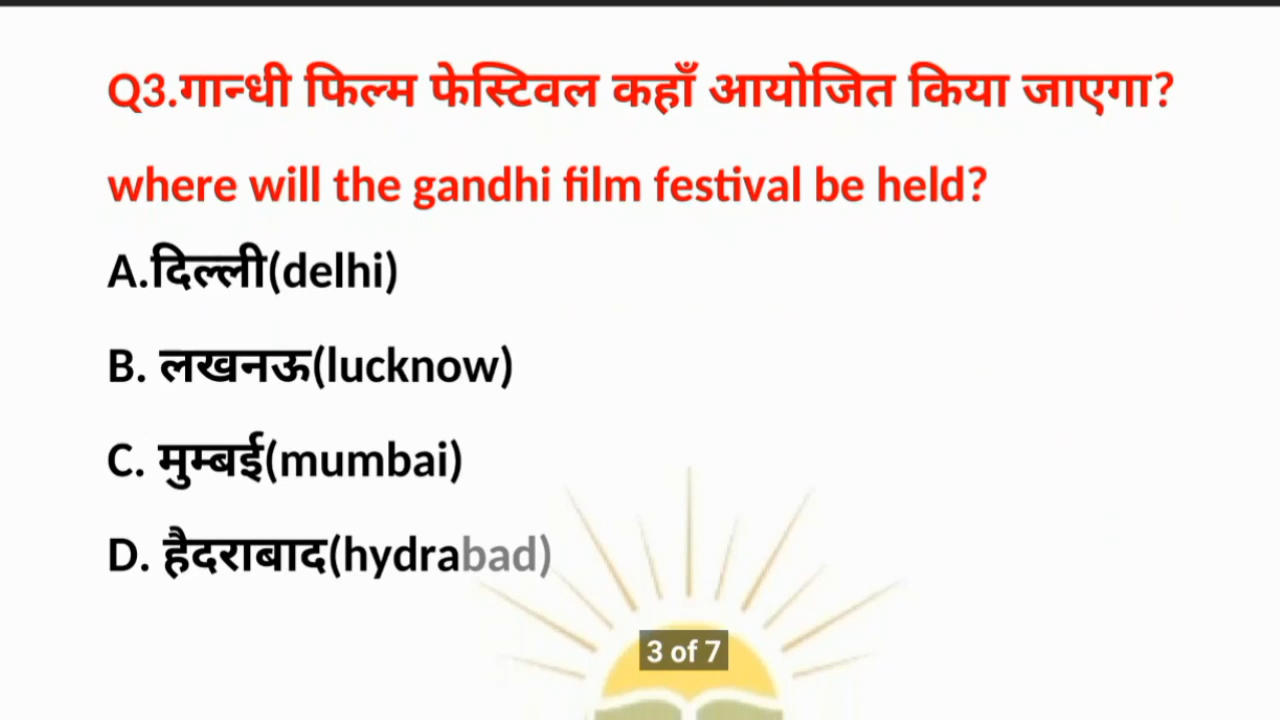 Q3.गान्धी फिल्म फेस्टिवल कहाँ आयोजित किया जाएगा?
where will the gandhi film festival be held?
A.दिल्ली(delhi)
B. लखनऊ(lucknow)
C. मुम्बई(mumbai)
D. हैदराबाद(hydrabad)
3 of 7